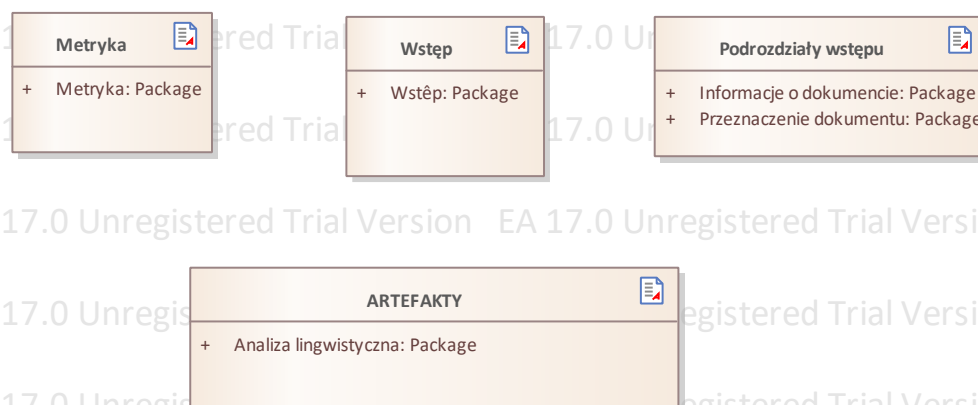 Metryka
+ Metryka: Package
Wstęp
+ Wstêp: Package
Podrozdziały wstępu
+ Informacje o dokumencie: Package
+ Przeznaczenie dokumentu: Package
17.0 Unregistered Trial Version EA 17.0 Unregistered Trial Versi
ARTEFAKTY
+ Analiza lingwistyczna: Package